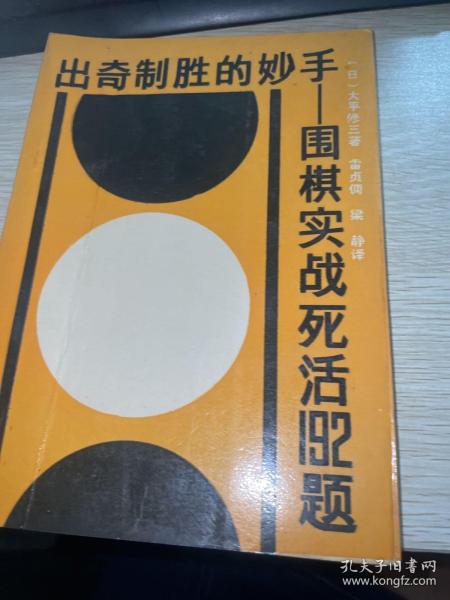 出奇制胜的妙手
—围棋实战死活192题
（日）大平修三著 雷贞倜 梁静译
孔夫子旧书网
www.kongfz.com